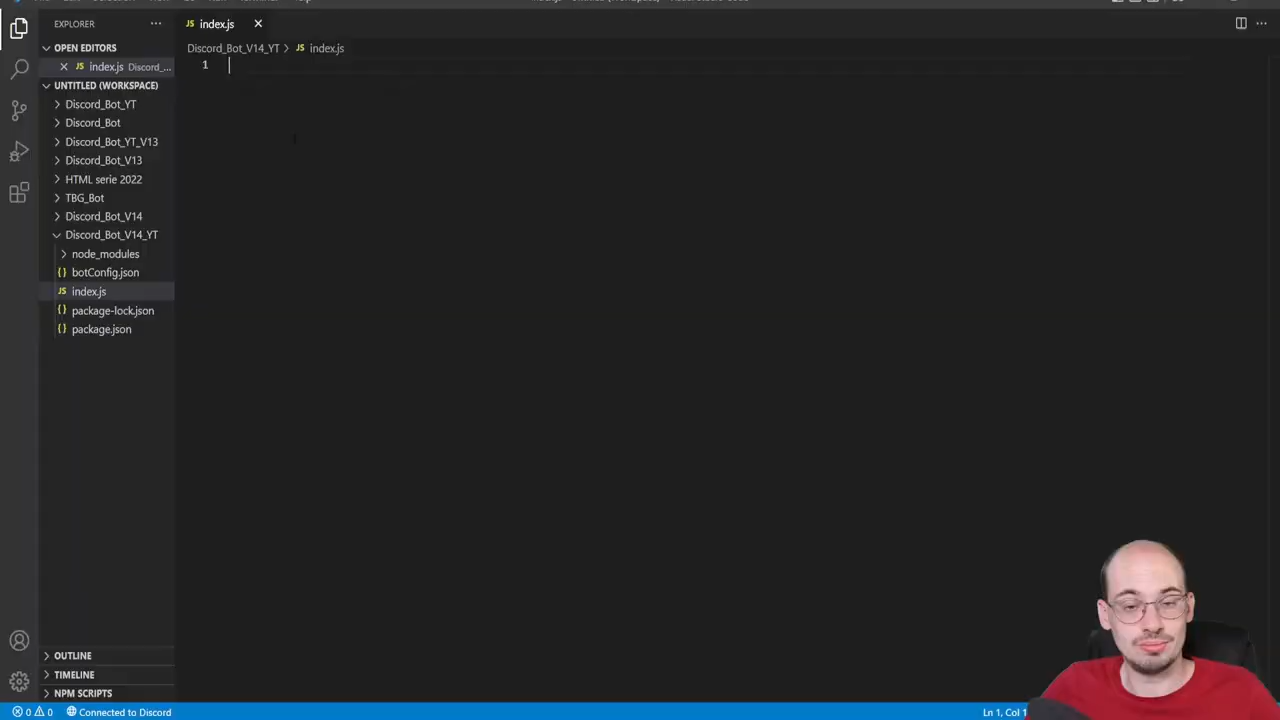 EXPLORER
index.js
OPEN EDITORS
index.js Discord_...
Discord_Bot_V14_YT > index.js
1
UNTITLED (WORKSPACE)
Discord_Bot_YT
Discord_Bot
Discord_Bot_YT_V13
Discord_Bot_V13
HTML serie 2022
TBG_Bot
Discord_Bot_V14
Discord_Bot_V14_YT
node_modules
{} botConfig.json
JS index.js
{} package-lock.json
{} package.json
OUTLINE
TIMELINE
NPM SCRIPTS
0 0 Connected to Discord
Ln 1, Col 1